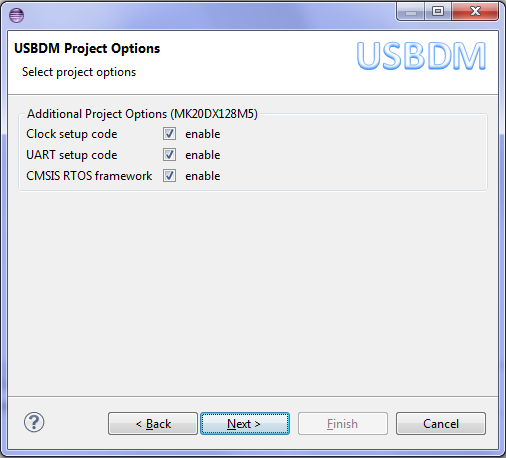 USBDM Project Options
Select project options
USBDM
Additional Project Options (MK20DX128M5)
Clock setup code enable
UART setup code enable
CMSIS RTOS framework enable
? < Back Next > Finish Cancel